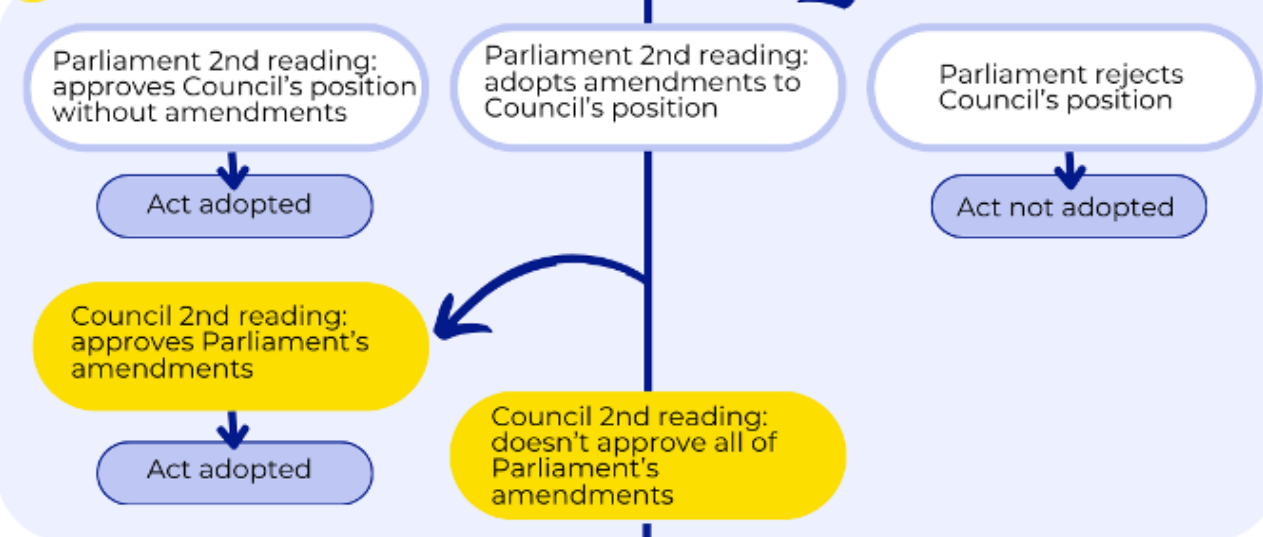 Parliament 2nd reading:
approves Council's position
without amendments
Parliament 2nd reading:
adopts amendments to
Council's position
Parliament rejects
Council's position
Act adopted
Act not adopted
Council 2nd reading:
approves Parliament's
amendments
Act adopted
Council 2nd reading:
doesn't approve all of
Parliament's
amendments